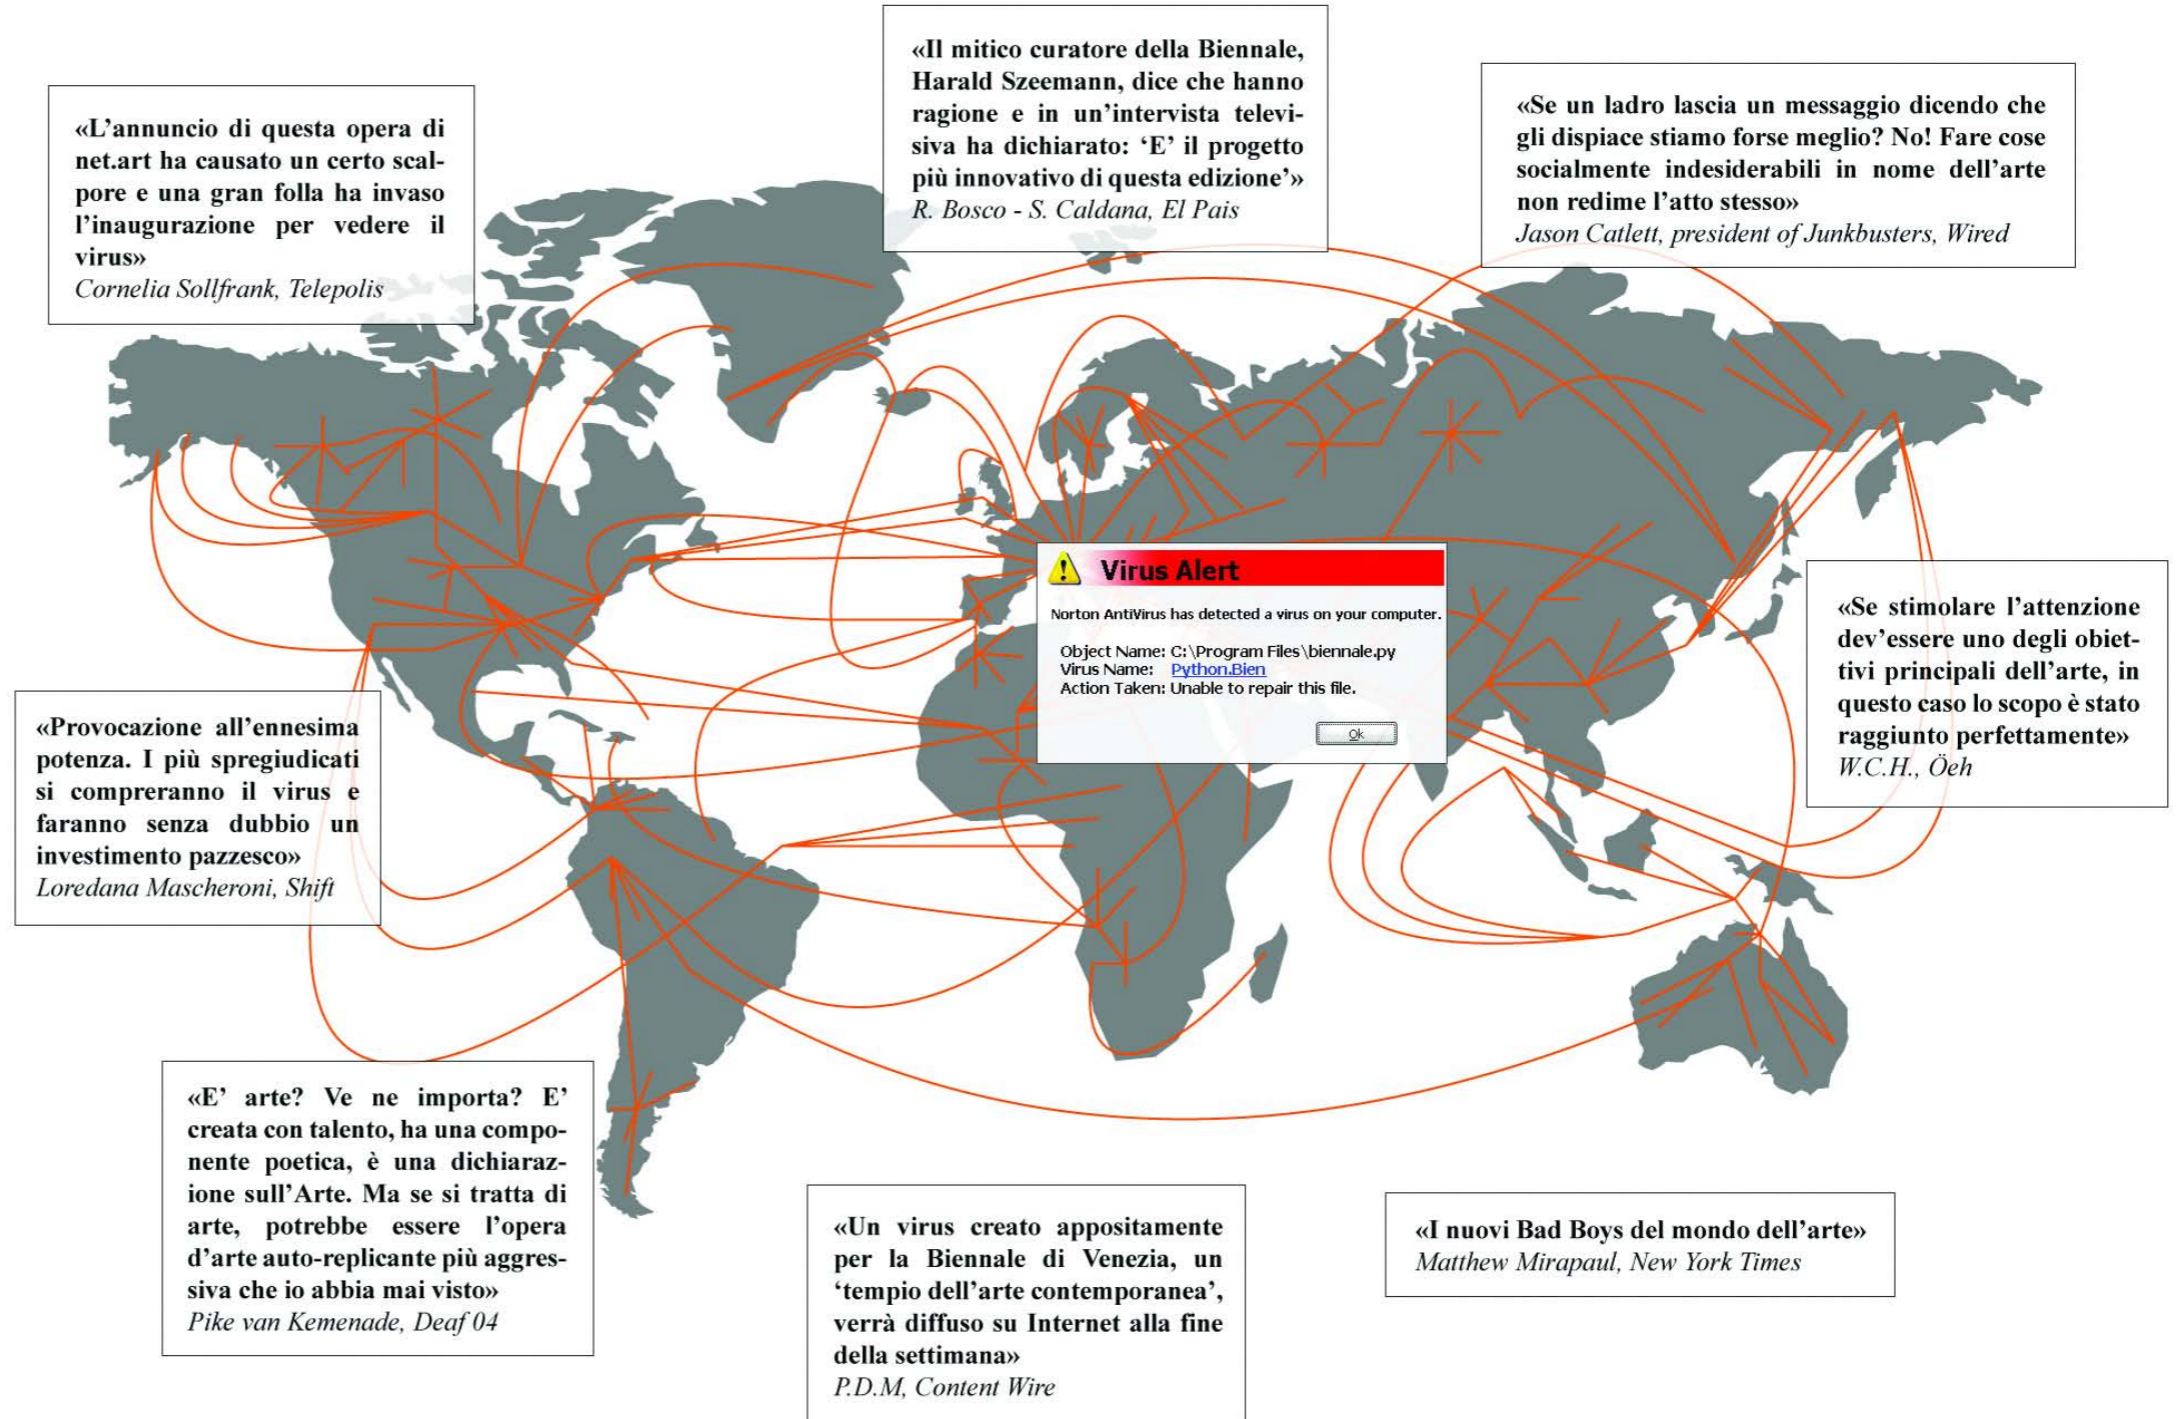 «L'annuncio di questa opera di
net.art ha causato un certo scal-
pore e una gran folla ha invaso
l'inaugurazione per vedere il
virus»
Cornelia Sollfrank, Telepolis
«Il mitico curatore della Biennale,
Harald Szeemann, dice che hanno
ragione e in un'intervista televi-
siva ha dichiarato: 'E' il progetto
più innovativo di questa edizione'»
R. Bosco - S. Caldana, El Pais
«Se un ladro lascia un messaggio dicendo che
gli dispiace stiamo forse meglio? No! Fare cose
socialmente indesiderabili in nome dell'arte
non redime l'atto stesso»
Jason Catlett, president of Junkbusters, Wired
Virus Alert
Norton AntiVirus has detected a virus on your computer.
Object Name: C:\Program Files\biennale.py
Virus Name: Python.Bien
Action Taken: Unable to repair this file.
Ok
«Se stimolare l'attenzione
dev'essere uno degli obiet-
tivi principali dell'arte, in
questo caso lo scopo è stato
raggiunto perfettamente»
W.C.H., Öeh
«Provocazione all'ennesima
potenza. I più spregiudicati
si compreranno il virus e
faranno senza dubbio un
investimento pazzesco»
Loredana Mascheroni, Shift
«E' arte? Ve ne importa? E'
creata con talento, ha una compo-
nente poetica, è una dichiaraz-
ione sull'Arte. Ma se si tratta di
arte, potrebbe essere l'opera
d'arte auto-replicante più aggres-
siva che io abbia mai visto»
Pike van Kemenade, Deaf 04
«Un virus creato appositamente
per la Biennale di Venezia, un
'tempio dell'arte contemporanea',
verrà diffuso su Internet alla fine
della settimana»
P.D.M, Content Wire
«I nuovi Bad Boys del mondo dell'arte»
Matthew Mirapaul, New York Times